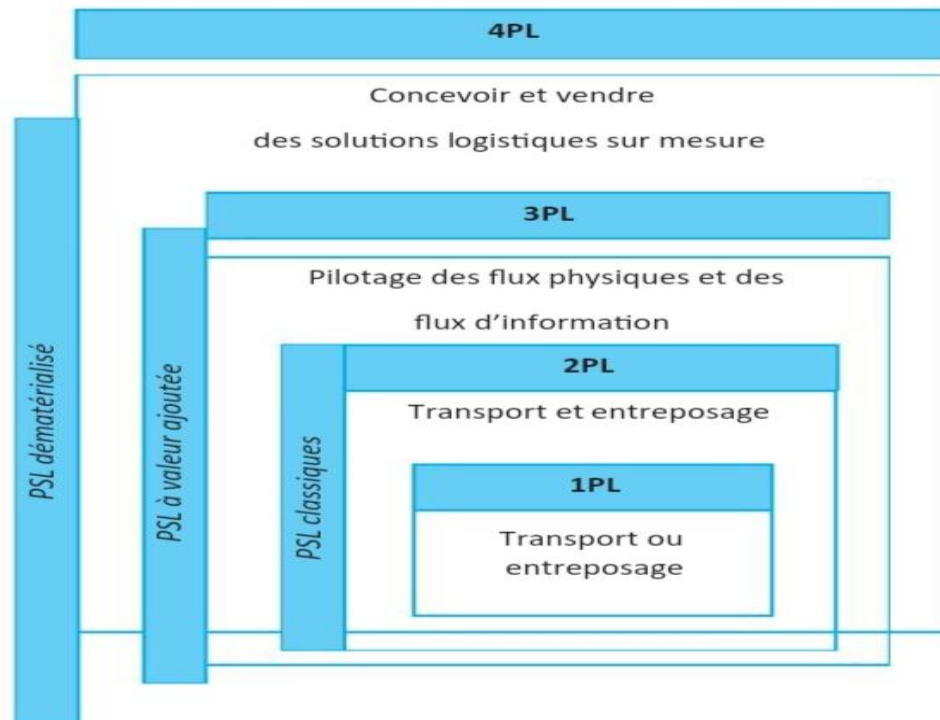 4PL
Concevoir et vendre
des solutions logistiques sur mesure
3PL
Pilotage des flux physiques et des
flux d’information
2PL
Transport et entreposage
1PL
Transport ou
entreposage
PSL dématérialisé
PSL à valeur ajoutée
PSL classiques